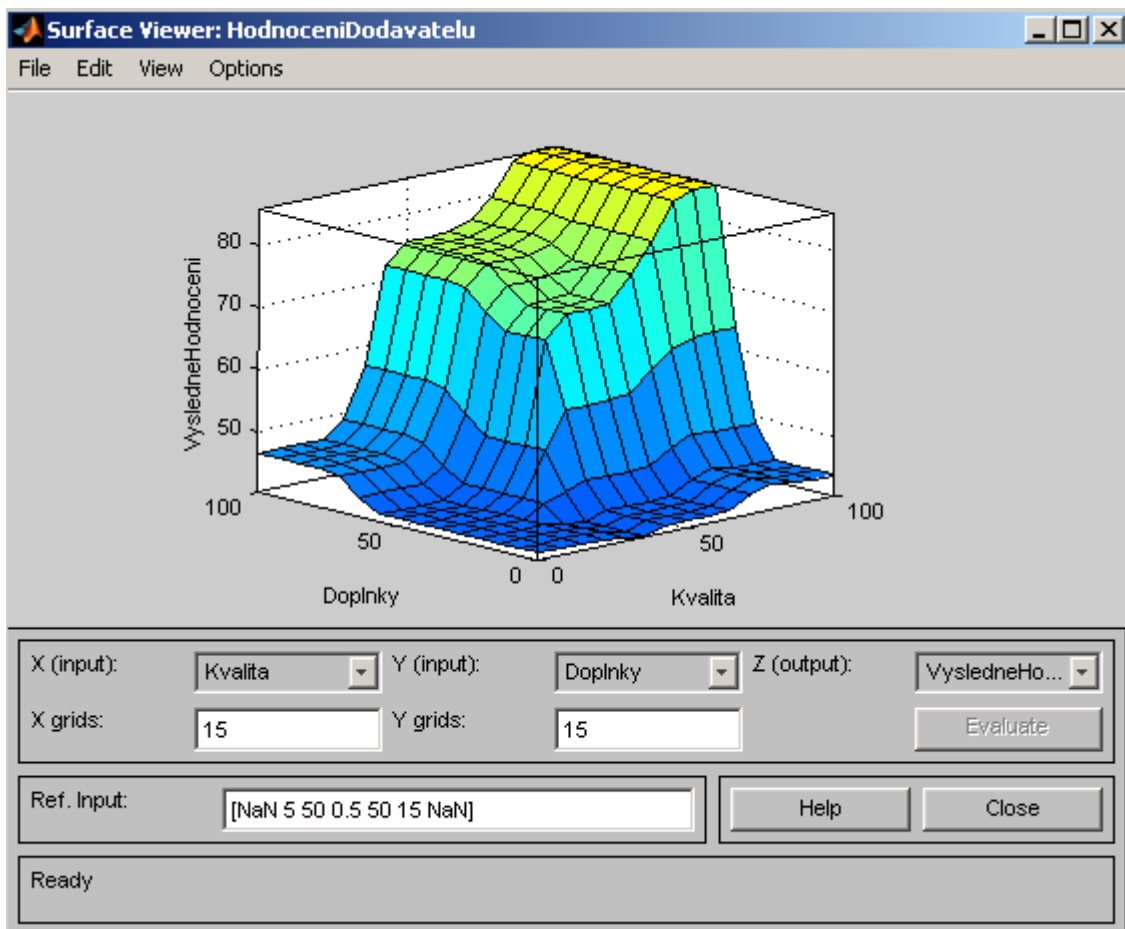 Surface Viewer: HodnoceniDodavatelu
File Edit View Options
VysledneHodnoceni
80
70
60
50
100
50
0
Doplnky
0
50
100
Kvalita
X (input): Kvalita Y (input): Doplnky Z (output): VysledneHo...
X grids: 15 Y grids: 15 Evaluate
Ref. Input: [NaN 5 50 0.5 50 15 NaN] Help Close
Ready